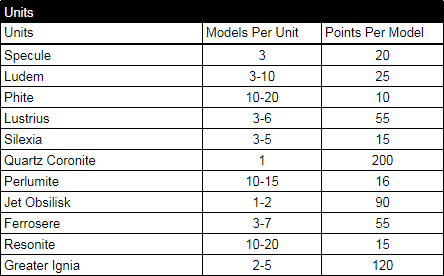 Units
Units Models Per Unit Points Per Model
Specule 3 20
Ludem 3-10 25
Phite 10-20 10
Lustrius 3-6 55
Silexia 3-5 15
Quartz Coronite 1 200
Perlumite 10-15 16
Jet Obsilisk 1-2 90
Ferrosere 3-7 55
Resonite 10-20 15
Greater Ignia 2-5 120